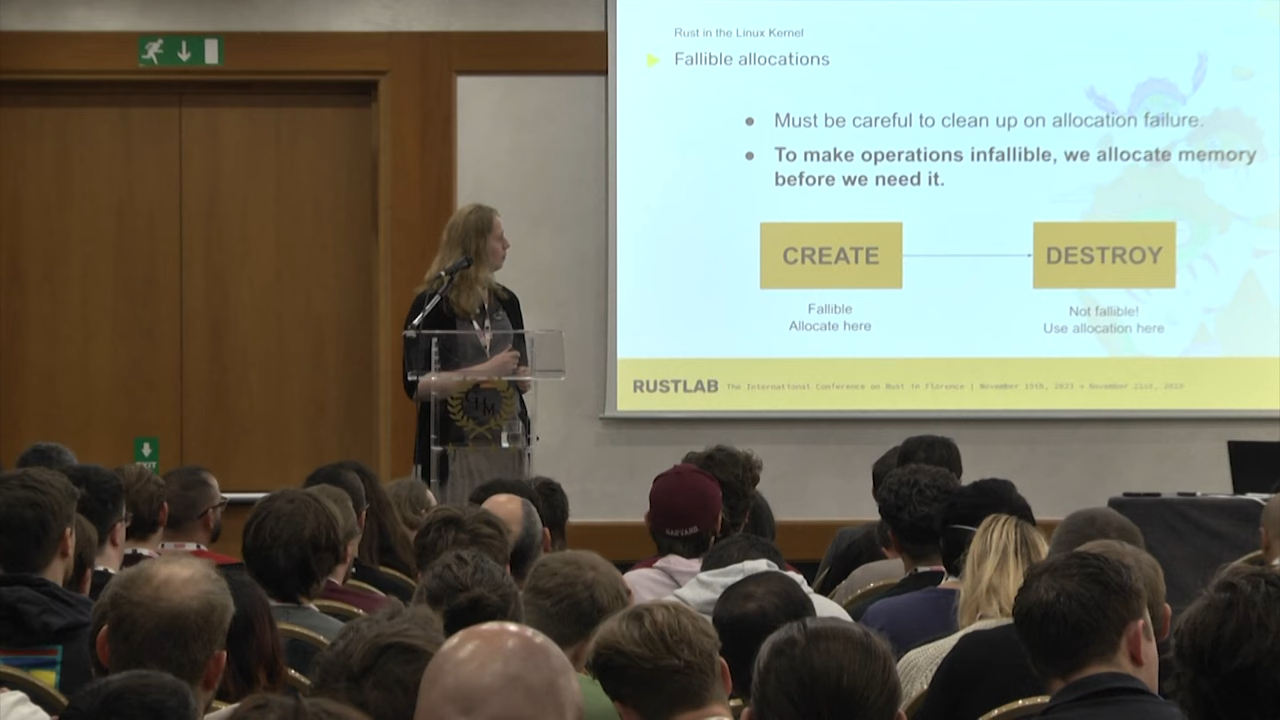 Rust in the Linux Kernel
Fallible allocations
● Must be careful to clean up on allocation failure.
● To make operations infallible, we allocate memory
before we need it.
CREATE
DESTROY
Fallible
Allocate here
Not fallible!
Use allocation here
RUSTLAB The International Conference on Rust in Florence | November 19th, 2023 - November 21st, 2023
EXIT
GHM
HARVARD